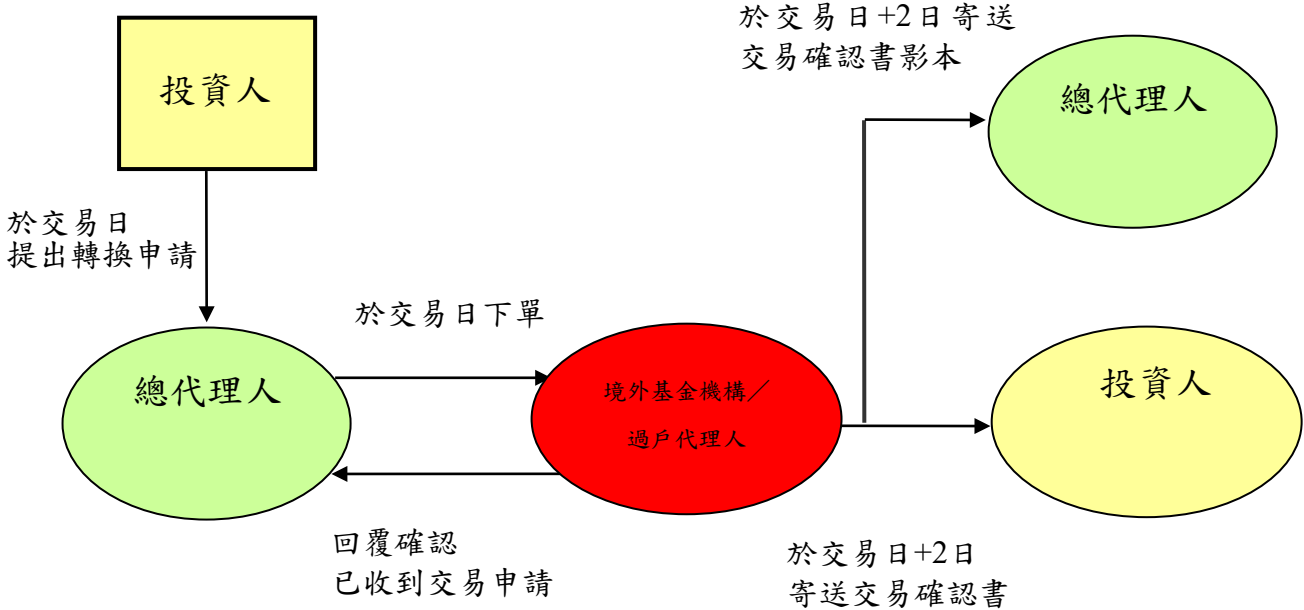 於交易日+2日寄送
交易確認書影本
投資人
總代理人
於交易日
提出轉換申請
於交易日下單
總代理人
境外基金機構／
過戶代理人
投資人
回覆確認
已收到交易申請
於交易日+2日
寄送交易確認書